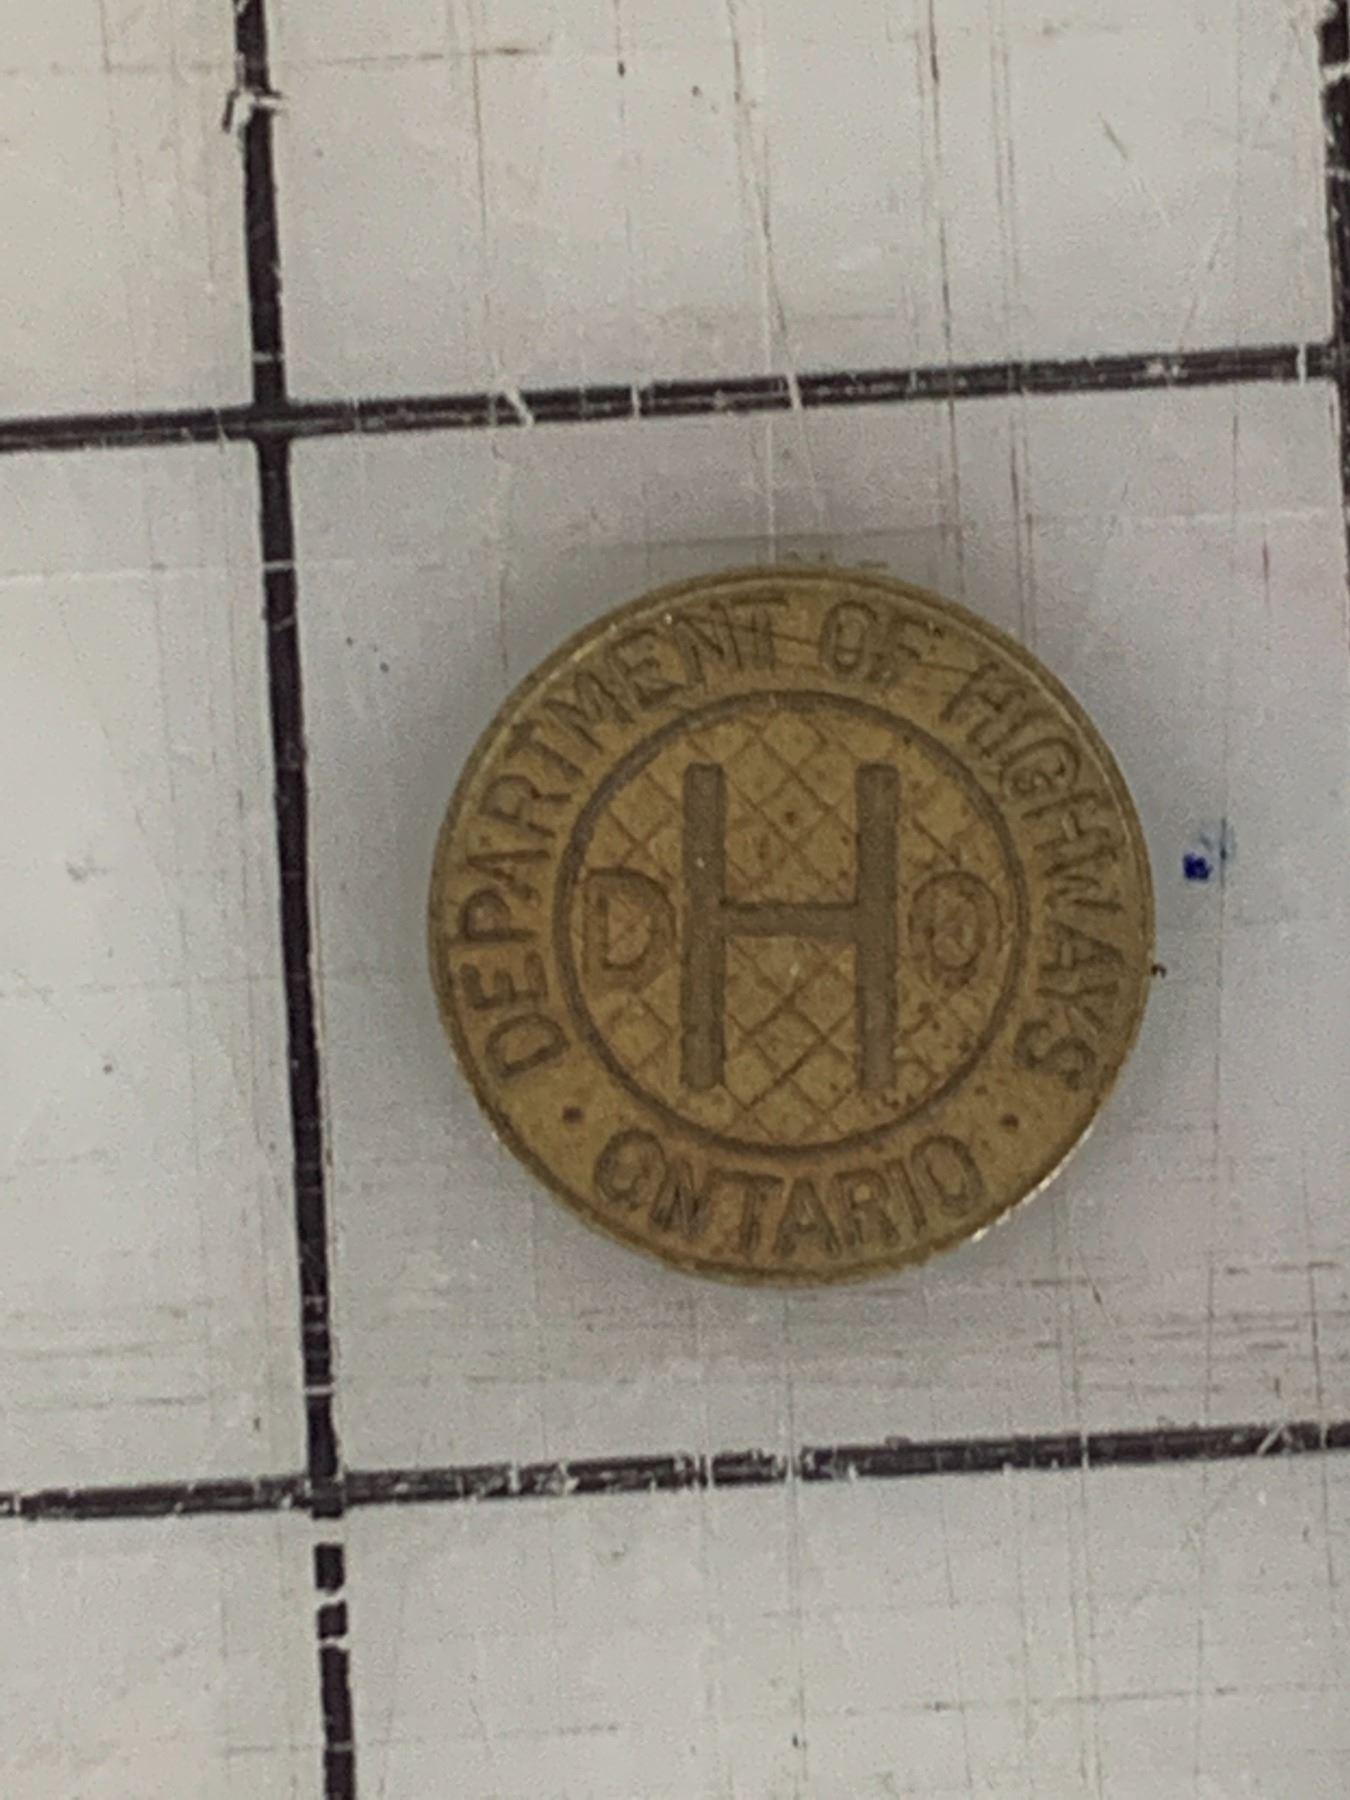 DEPARTMENT OF HIGHWAYS
D H O
· ONTARIO ·